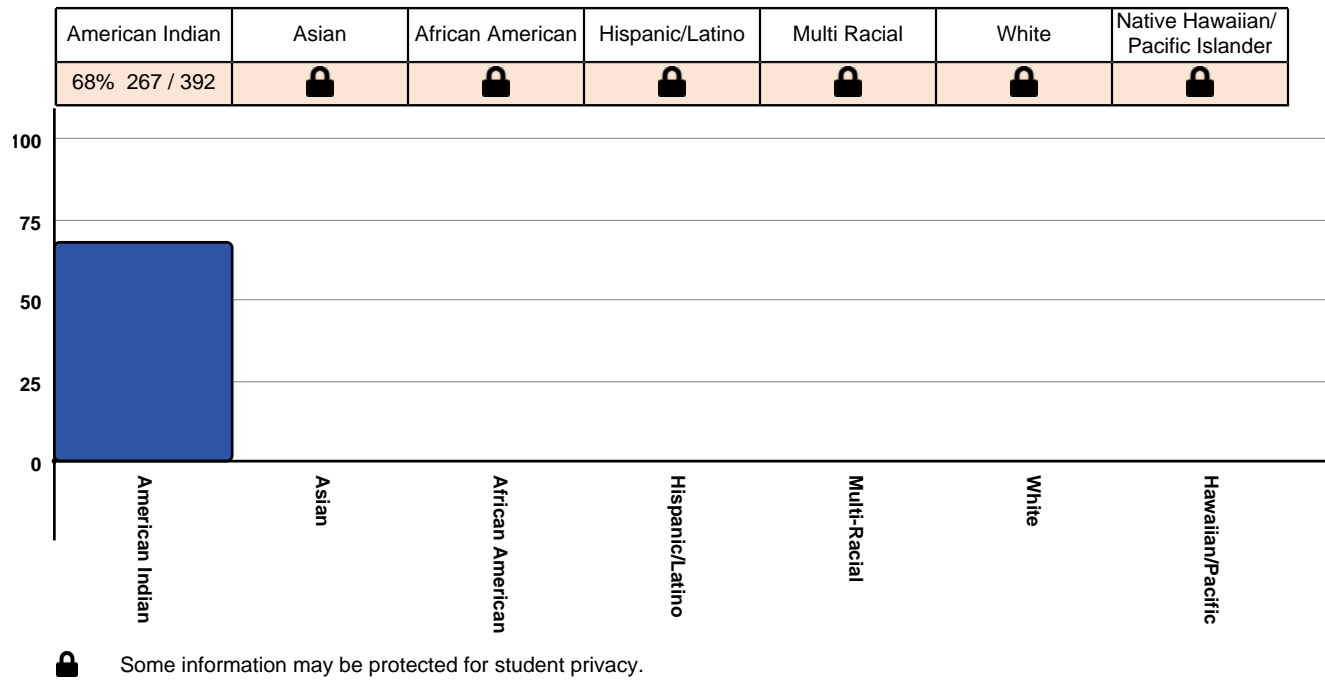 American Indian Asian African American Hispanic/Latino Multi Racial White Native Hawaiian/
Pacific Islander
68% 267 / 392
100
75
50
25
0
American Indian
Asian
African American
Hispanic/Latino
Multi-Racial
White
Hawaiian/Pacific
Some information may be protected for student privacy.